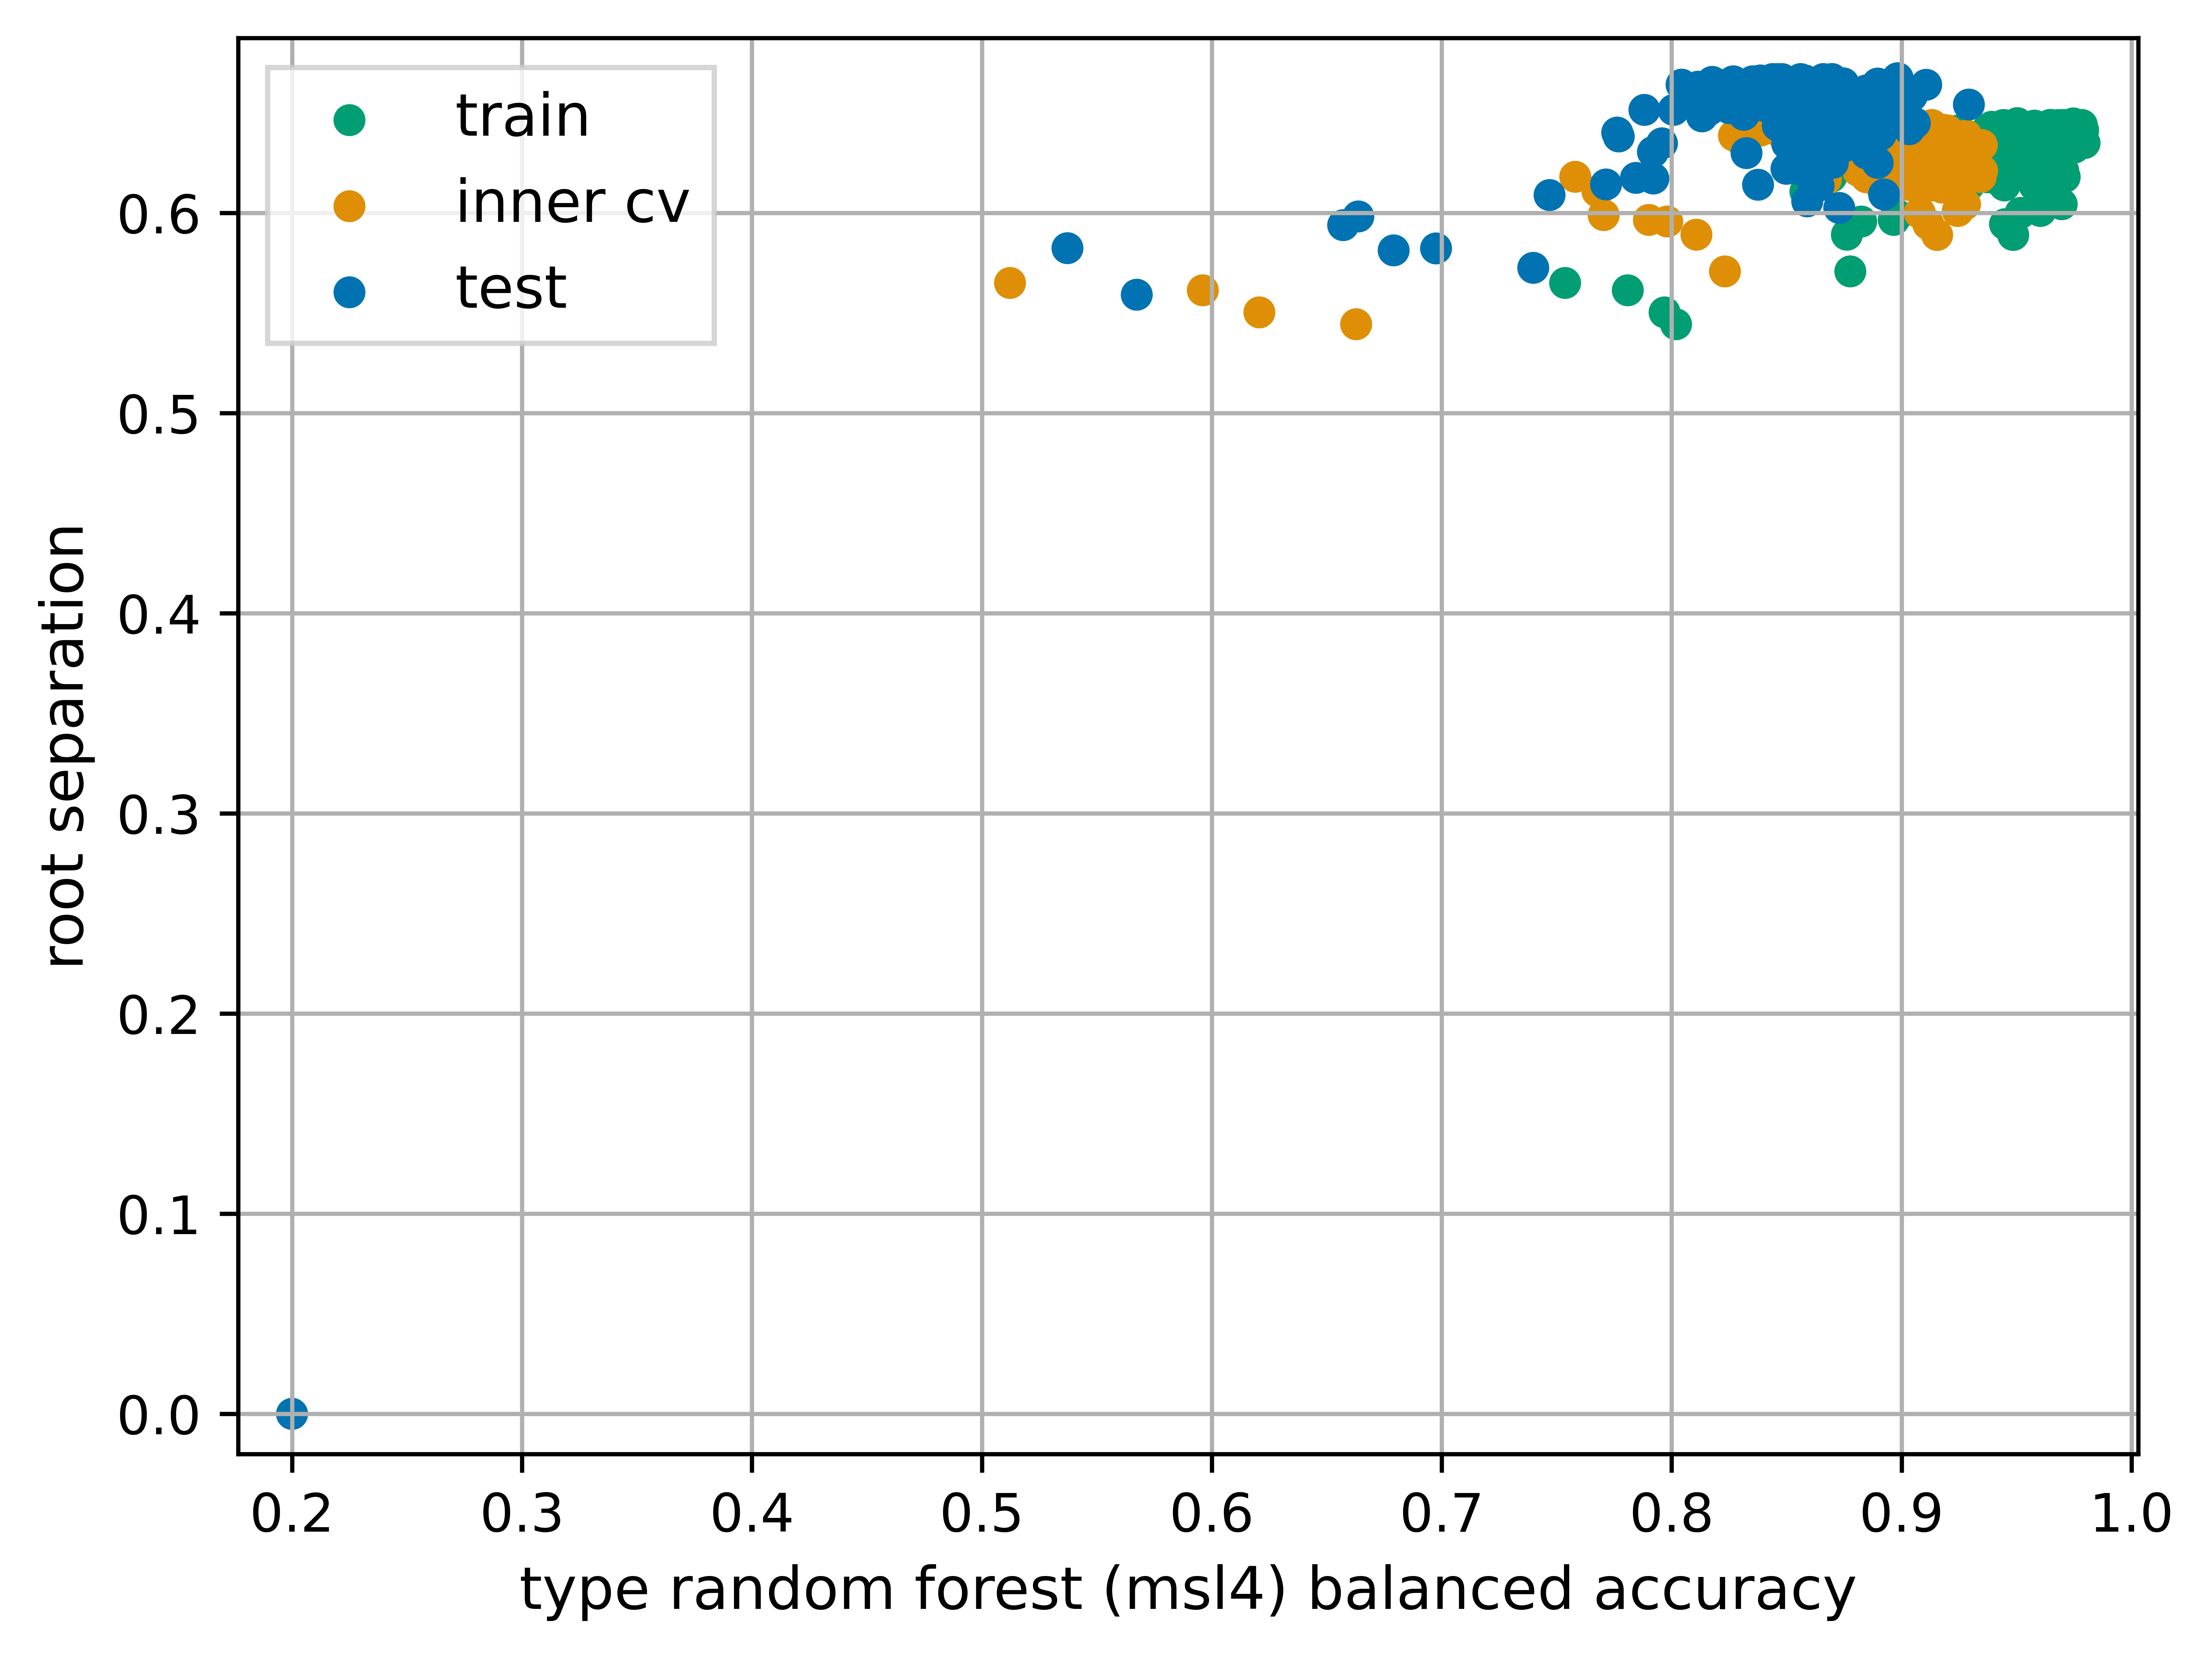 train
inner cv
test
root separation
0.6
0.5
0.4
0.3
0.2
0.1
0.0
0.2 0.3 0.4 0.5 0.6 0.7 0.8 0.9 1.0
type random forest (msl4) balanced accuracy